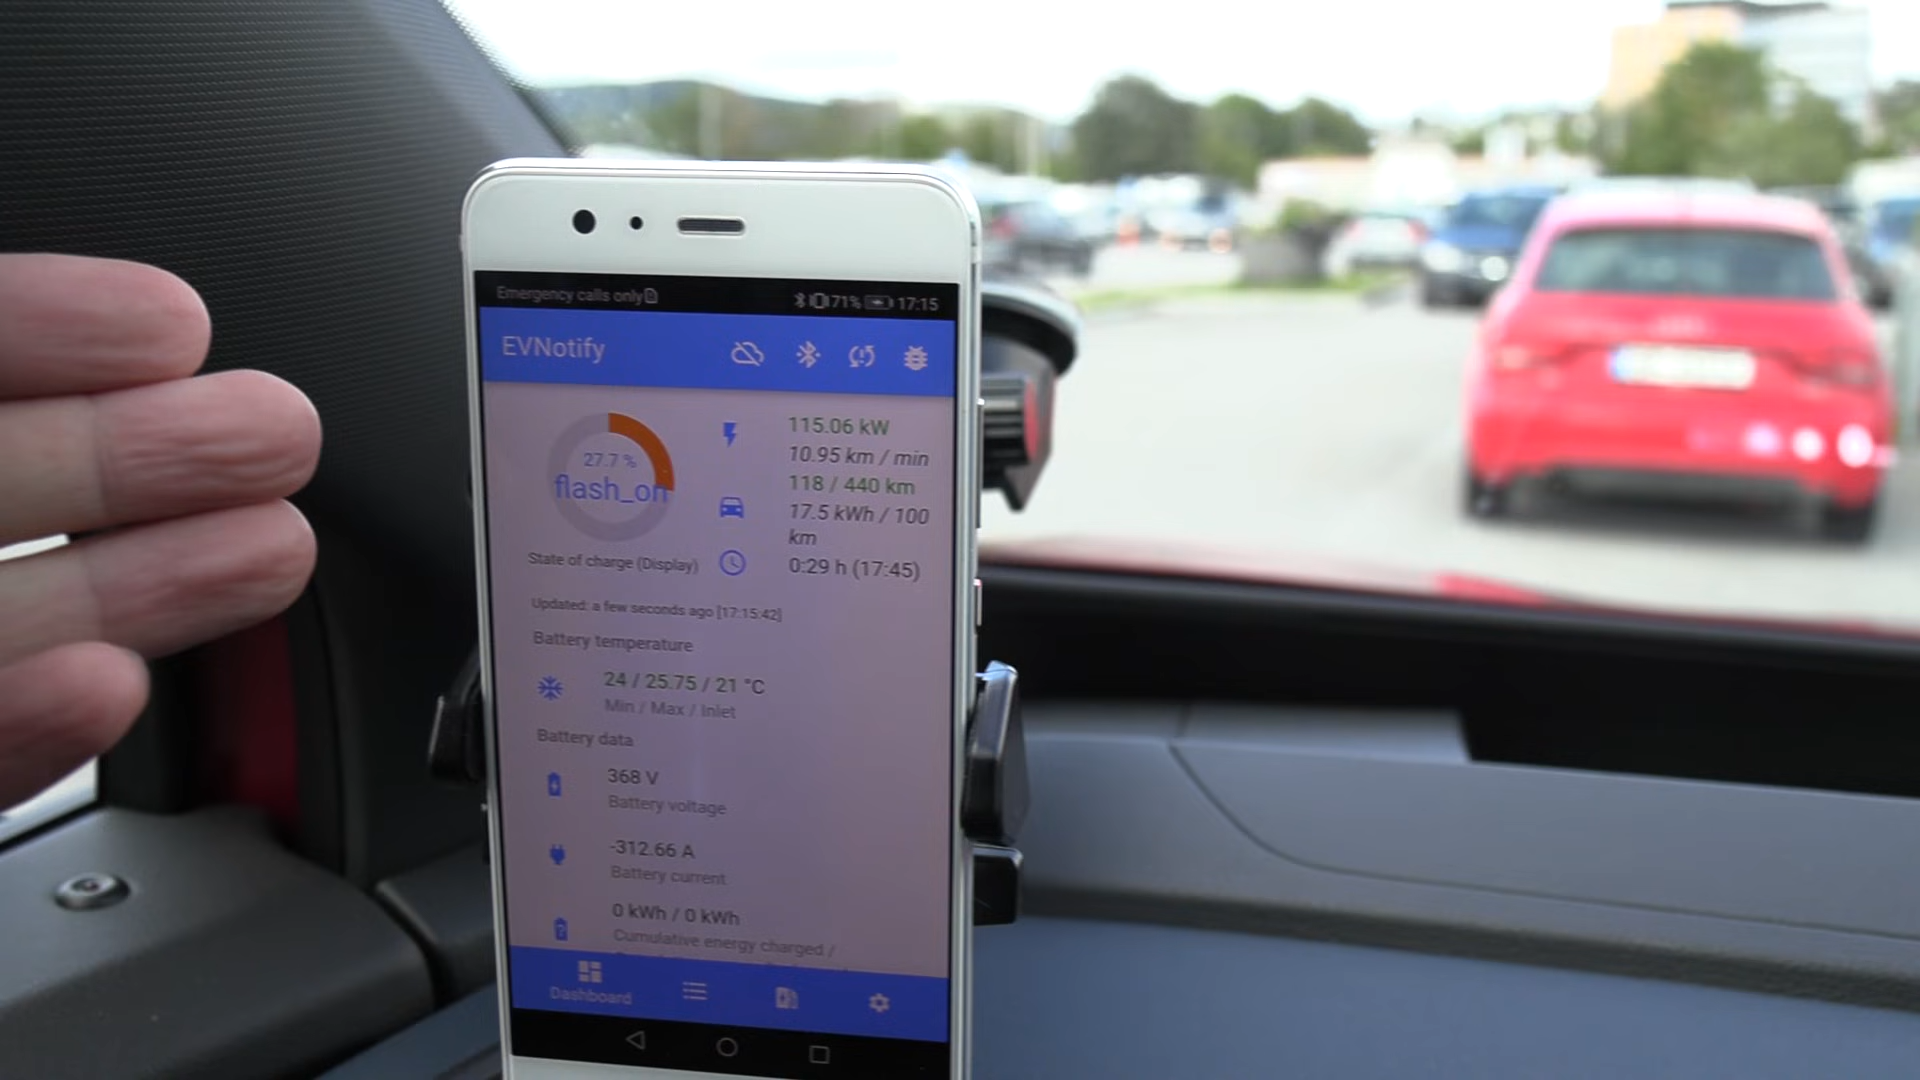 Emergency calls only
71% 17:15
EVNotify
27.7 %
flash_on
State of charge (Display)
115.06 kW
10.95 km / min
118 / 440 km
17.5 kWh / 100
km
0:29 h (17:45)
Updated: a few seconds ago [17:15:42]
Battery temperature
24 / 25.75 / 21 °C
Min / Max / Inlet
Battery data
368 V
Battery voltage
-312.66 A
Battery current
0 kWh / 0 kWh
Cumulative energy charged /
Dashboard